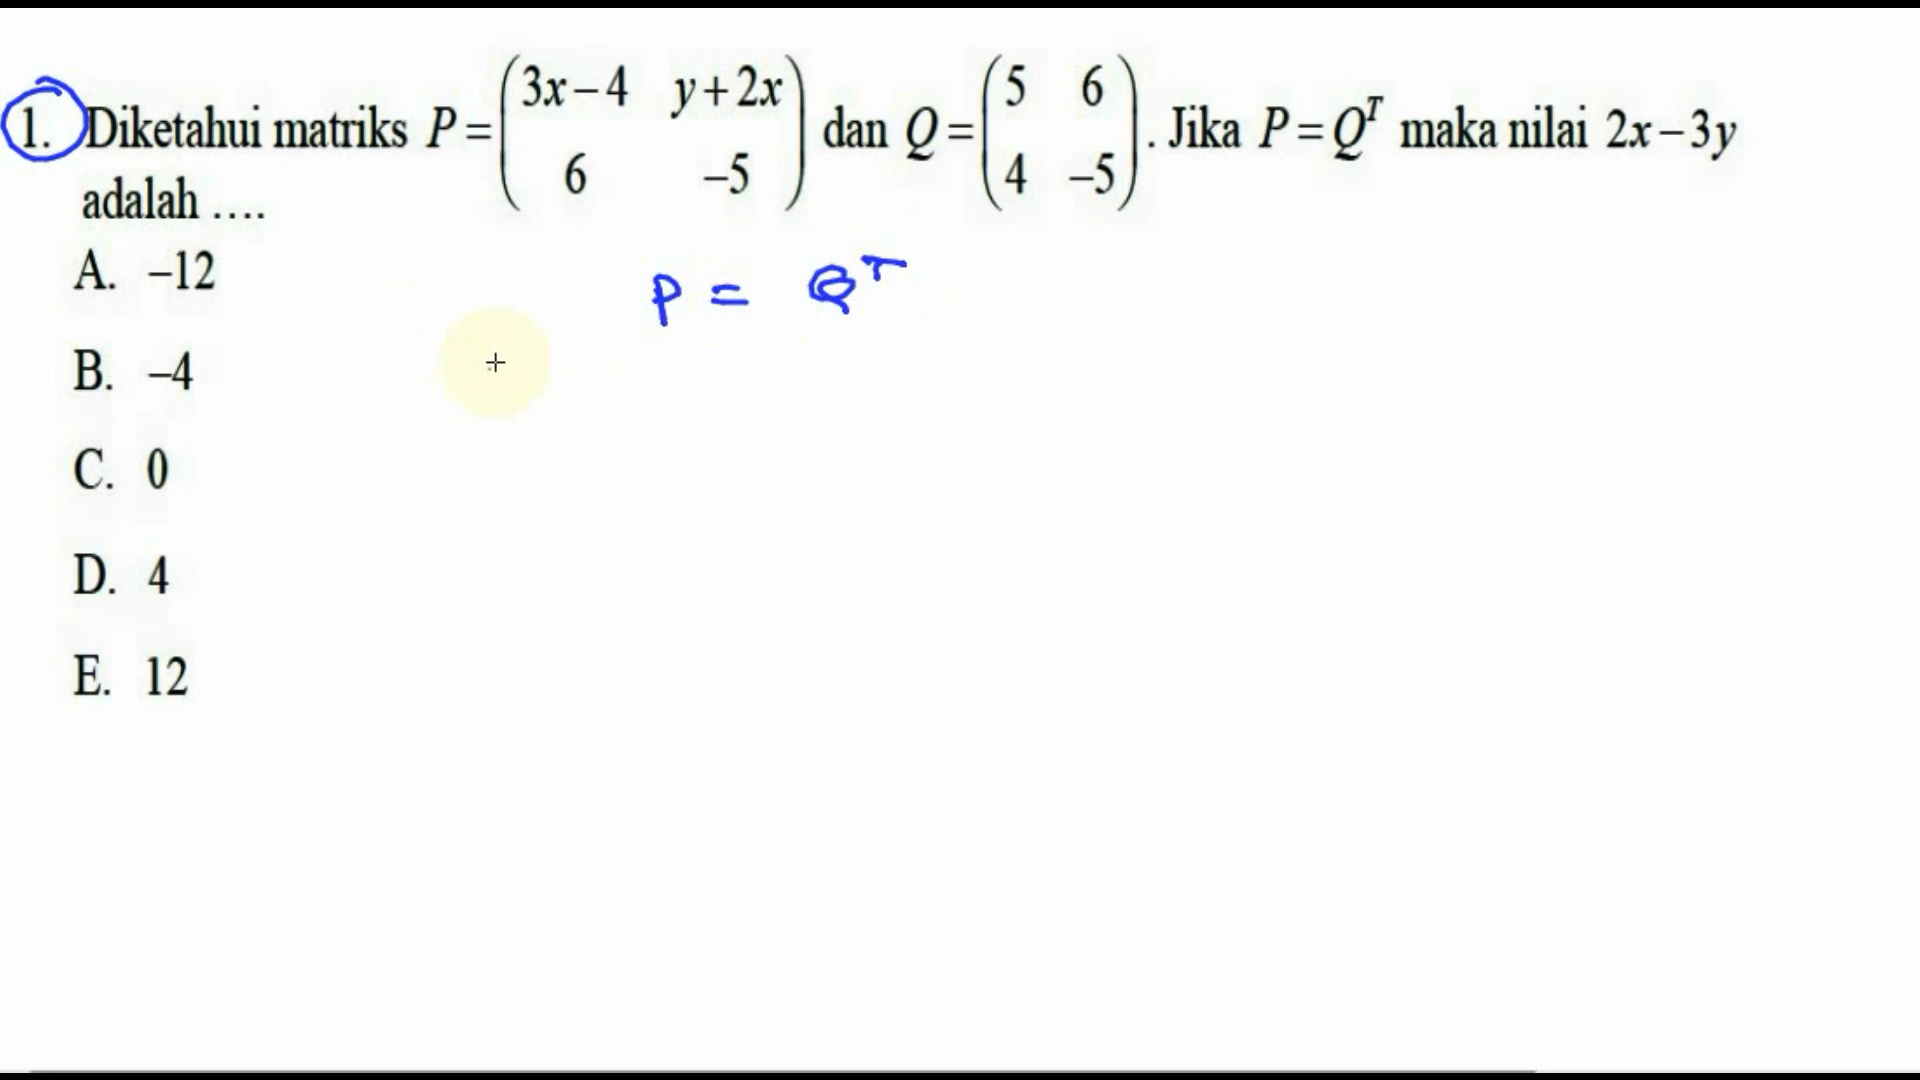 1. Diketahui matriks P = (3x – 4 y + 2x 6 –5) dan Q = (5 6 4 –5). Jika P = Q^T maka nilai 2x – 3y
adalah ....
P = Q^T
A. –12
B. –4
C. 0
D. 4
E. 12